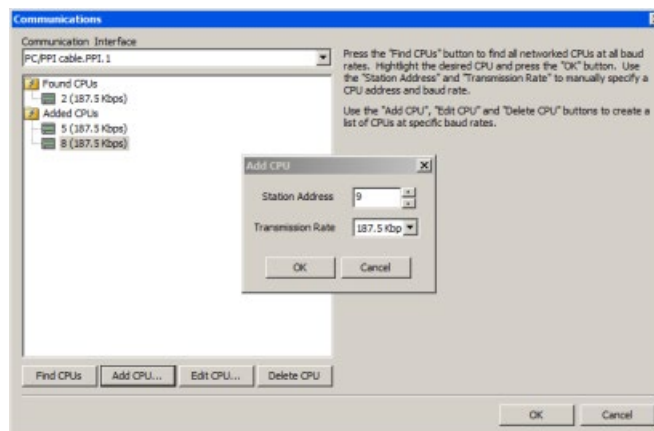 Communications
Communication Interface
PC/PPI cable.PPI.1
Found CPUs
2 (187.5 Kbps)
Added CPUs
5 (187.5 Kbps)
8 (187.5 Kbps)
Press the "Find CPUs" button to find all networked CPUs at all baud
rates. Highlight the desired CPU and press the "OK" button. Use
the "Station Address" and "Transmission Rate" to manually specify a
CPU address and baud rate.
Use the "Add CPU", "Edit CPU" and "Delete CPU" buttons to create a
list of CPUs at specific baud rates.
Add CPU
Station Address
9
Transmission Rate
187.5 Kbp
OK
Cancel
Find CPUs
Add CPU...
Edit CPU...
Delete CPU
OK
Cancel